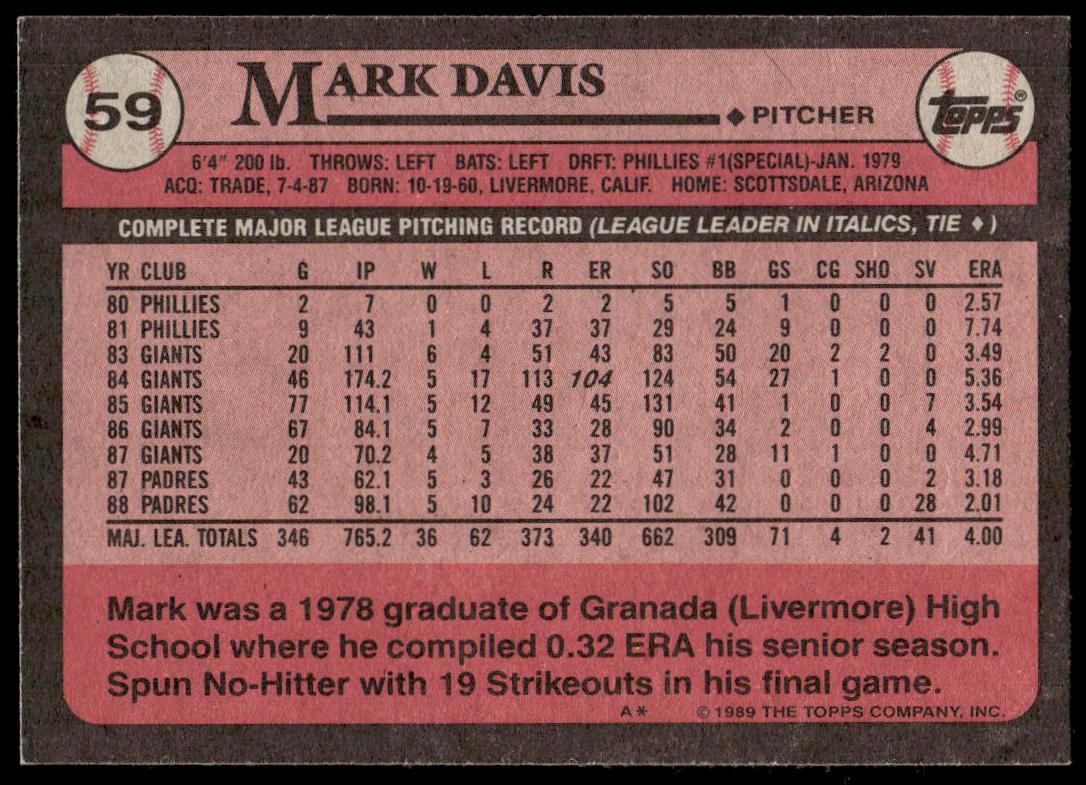 59
MARK DAVIS
♦ PITCHER
TOPPS®
6'4" 200 lb. THROWS: LEFT BATS: LEFT DRFT: PHILLIES #1(SPECIAL)-JAN. 1979
ACQ: TRADE, 7-4-87 BORN: 10-19-60, LIVERMORE, CALIF. HOME: SCOTTSDALE, ARIZONA
COMPLETE MAJOR LEAGUE PITCHING RECORD (LEAGUE LEADER IN ITALICS, TIE ♦)
YR CLUB G IP W L R ER SO BB GS CG SHO SV ERA
80 PHILLIES 2 7 0 0 2 2 5 5 1 0 0 0 2.57
81 PHILLIES 9 43 1 4 37 37 29 24 9 0 0 0 7.74
83 GIANTS 20 111 6 4 51 43 83 50 20 2 2 0 3.49
84 GIANTS 46 174.2 5 17 113 104 124 54 27 1 0 0 5.36
85 GIANTS 77 114.1 5 12 49 45 131 41 1 0 0 7 3.54
86 GIANTS 67 84.1 5 7 33 28 90 34 2 0 0 4 2.99
87 GIANTS 20 70.2 4 5 38 37 51 28 11 1 0 0 4.71
87 PADRES 43 62.1 5 3 26 22 47 31 0 0 0 2 3.18
88 PADRES 62 98.1 5 10 24 22 102 42 0 0 0 28 2.01
MAJ. LEA. TOTALS 346 765.2 36 62 373 340 662 309 71 4 2 41 4.00
Mark was a 1978 graduate of Granada (Livermore) High
School where he compiled 0.32 ERA his senior season.
Spun No-Hitter with 19 Strikeouts in his final game.
A* © 1989 THE TOPPS COMPANY, INC.